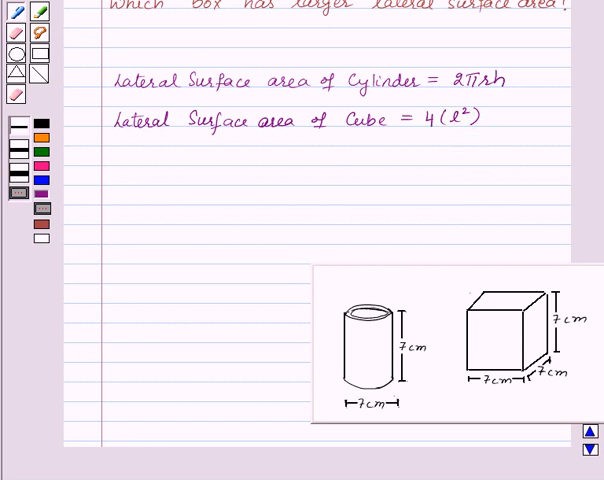 Which box has larger lateral surface area?
Lateral Surface area of Cylinder = 2πrh
Lateral Surface area of Cube = 4(l²)
7cm
7cm
7cm
7cm
7cm